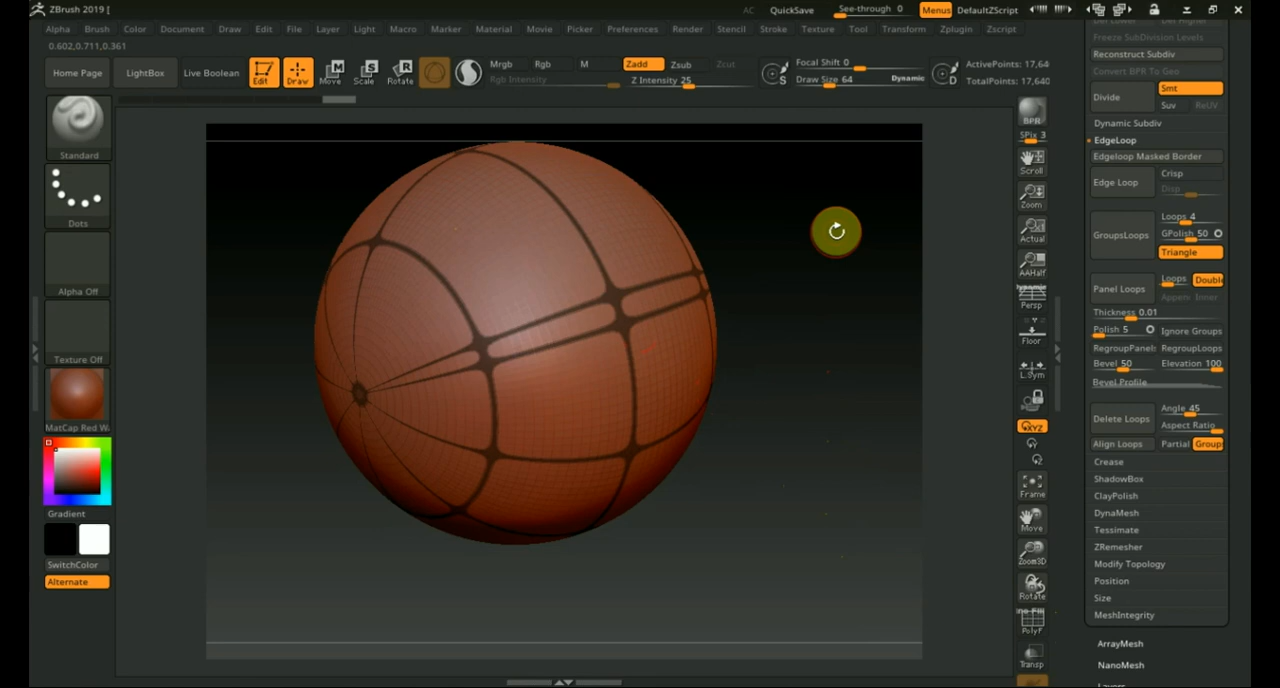 ZBrush 2019 [
AC QuickSave See-through 0 Menus DefaultZScript
Alpha Brush Color Document Draw Edit File Layer Light Macro Marker Material Movie Picker Preferences Render Stencil Stroke Texture Tool Transform Zplugin Zscript
0.602,0.711,0.361
Home Page LightBox Live Boolean Edit Draw Move Scale Rotate
Mrgb Rgb M Zadd Zsub Zcut
Rgb Intensity Z Intensity 25
Focal Shift 0
Draw Size 64 Dynamic
S
D
ActivePoints: 17,64
TotalPoints: 17,640
Standard
Dots
Alpha Off
Texture Off
MatCap Red W
Gradient
SwitchColor
Alternate
BPR
SPix 3
Scroll
Zoom
Actual
AAHalf
Dynamic
Persp
Floor
L.Sym
XYZ
Frame
Move
Zoom3D
Rotate
PolyF
Transp
Freeze SubDivision Levels
Reconstruct Subdiv
Convert BPR To Geo
Divide Smt
Suv ReUV
Dynamic Subdiv
EdgeLoop
Edgeloop Masked Border
Edge Loop Crisp
Disp
GroupsLoops Loops 4
GPolish 50
Triangle
Panel Loops Loops Double
Append Inner
Thickness 0.01
Polish 5 Ignore Groups
RegroupPanels RegroupLoops
Bevel 50 Elevation 100
Bevel Profile
Delete Loops Angle 45
Aspect Ratio
Align Loops Partial Group
Crease
ShadowBox
ClayPolish
DynaMesh
Tessimate
ZRemesher
Modify Topology
Position
Size
MeshIntegrity
ArrayMesh
NanoMesh
Layers